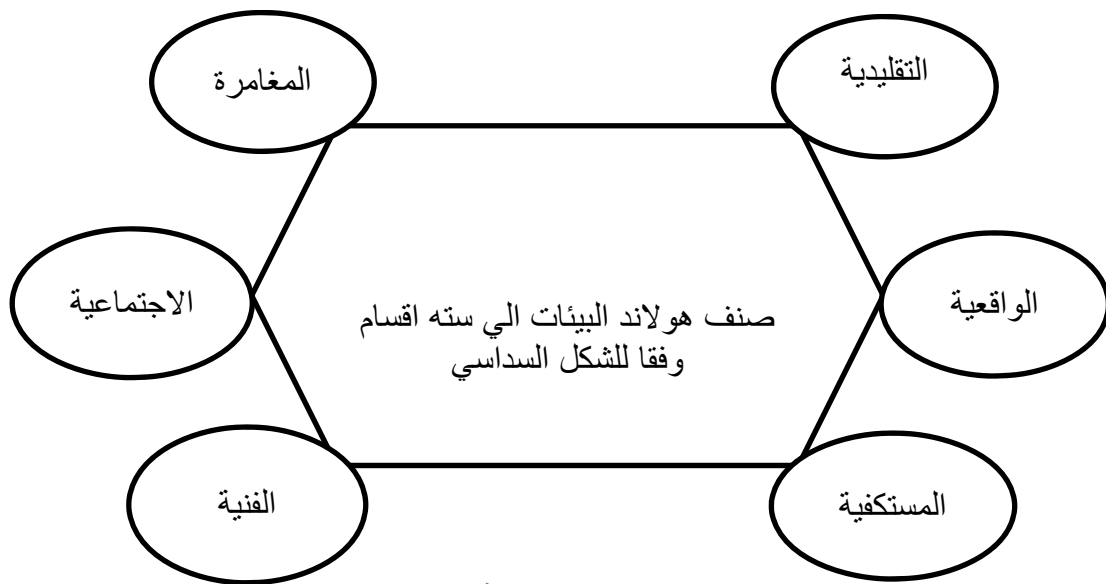 التقليدية
المغامرة
الواقعية
الاجتماعية
صنف هولاند البيئات الي سته اقسام
وفقا للشكل السداسي
المستكفية
الفنية